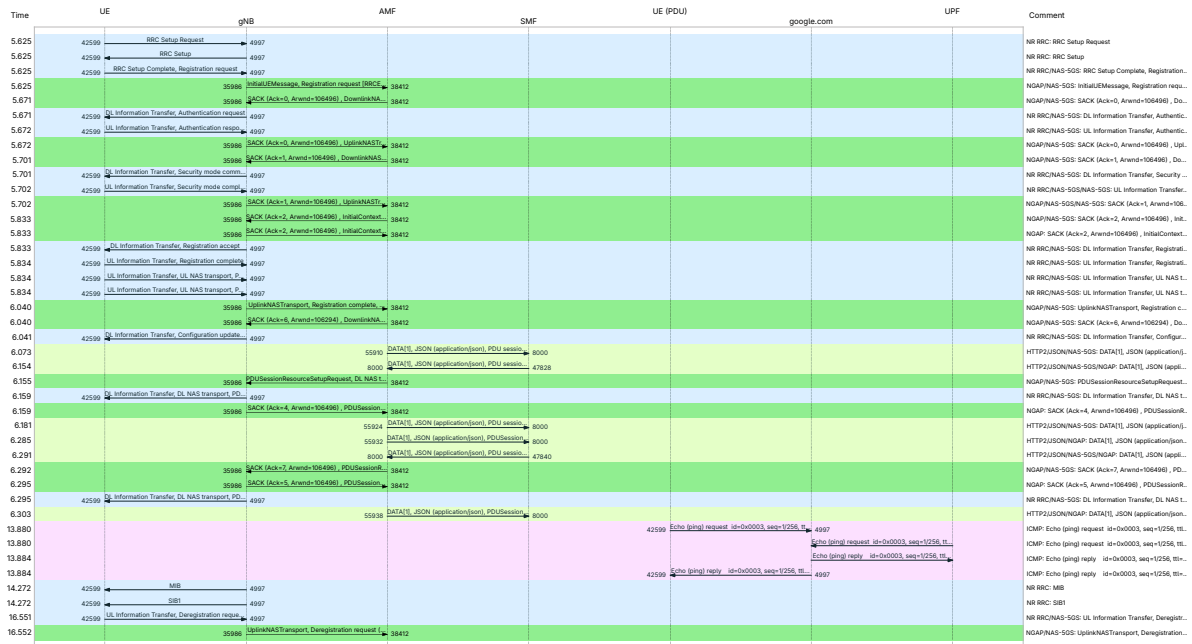 Time UE gNB AMF SMF UE (PDU) google.com UPF Comment
5.625 42599 RRC Setup Request 4997 NR RRC: RRC Setup Request
5.625 42599 RRC Setup 4997 NR RRC: RRC Setup
5.625 42599 RRC Setup Complete, Registration request 4997 NR RRC/NAS-5GS: RRC Setup Complete, Registration...
5.625 35986 InitialUEMessage, Registration request [RRCE... 38412 NGAP/NAS-5GS: InitialUEMessage, Registration requ...
5.671 35986 SACK (Ack=0, Arwnd=106496) , DownlinkNA... 38412 NGAP/NAS-5GS: SACK (Ack=0, Arwnd=106496) , Do...
5.671 42599 DL Information Transfer, Authentication request 4997 NR RRC/NAS-5GS: DL Information Transfer, Authentic...
5.672 42599 UL Information Transfer, Authentication respo... 4997 NR RRC/NAS-5GS: UL Information Transfer, Authentic...
5.672 35986 SACK (Ack=0, Arwnd=106496) , UplinkNASTr... 38412 NGAP/NAS-5GS: SACK (Ack=0, Arwnd=106496) , Upl...
5.701 35986 SACK (Ack=1, Arwnd=106496) , DownlinkNAS... 38412 NGAP/NAS-5GS: SACK (Ack=1, Arwnd=106496) , Do...
5.701 42599 DL Information Transfer, Security mode comm... 4997 NR RRC/NAS-5GS: DL Information Transfer, Security ...
5.702 42599 UL Information Transfer, Security mode compl... 4997 NR RRC/NAS-5GS/NAS-5GS: UL Information Transfer...
5.702 35986 SACK (Ack=1, Arwnd=106496) , UplinkNASTr... 38412 NGAP/NAS-5GS/NAS-5GS: SACK (Ack=1, Arwnd=106...
5.833 35986 SACK (Ack=2, Arwnd=106496) , InitialContext... 38412 NGAP/NAS-5GS: SACK (Ack=2, Arwnd=106496) , Init...
5.833 35986 SACK (Ack=2, Arwnd=106496) , InitialContext... 38412 NGAP: SACK (Ack=2, Arwnd=106496) , InitialContext...
5.833 42599 DL Information Transfer, Registration accept 4997 NR RRC/NAS-5GS: DL Information Transfer, Registrati...
5.834 42599 UL Information Transfer, Registration complete 4997 NR RRC/NAS-5GS: UL Information Transfer, Registrati...
5.834 42599 UL Information Transfer, UL NAS transport, P... 4997 NR RRC/NAS-5GS: UL Information Transfer, UL NAS t...
5.834 42599 UL Information Transfer, UL NAS transport, P... 4997 NR RRC/NAS-5GS: UL Information Transfer, UL NAS t...
6.040 35986 UplinkNASTransport, Registration complete, ... 38412 NGAP/NAS-5GS: UplinkNASTransport, Registration c...
6.040 35986 SACK (Ack=6, Arwnd=106294) , DownlinkNA... 38412 NGAP/NAS-5GS: SACK (Ack=6, Arwnd=106294) , Do...
6.041 42599 DL Information Transfer, Configuration update... 4997 NR RRC/NAS-5GS: DL Information Transfer, Configur...
6.073 55910 DATA[1], JSON (application/json), PDU sessio... 8000 HTTP2/JSON/NAS-5GS: DATA[1], JSON (application/j...
6.154 8000 DATA[1], JSON (application/json), PDU sessio... 47828 HTTP2/JSON/NAS-5GS/NGAP: DATA[1], JSON (appli...
6.155 35986 PDUSessionResourceSetupRequest, DL NAS t... 38412 NGAP/NAS-5GS: PDUSessionResourceSetupRequest...
6.159 42599 DL Information Transfer, DL NAS transport, PD... 4997 NR RRC/NAS-5GS: DL Information Transfer, DL NAS t...
6.159 35986 SACK (Ack=4, Arwnd=106496) , PDUSession... 38412 NGAP: SACK (Ack=4, Arwnd=106496) , PDUSessionR...
6.181 55924 DATA[1], JSON (application/json), PDU sessio... 8000 HTTP2/JSON/NAS-5GS: DATA[1], JSON (application/j...
6.285 55932 DATA[1], JSON (application/json), PDUSession... 8000 HTTP2/JSON/NGAP: DATA[1], JSON (application/json...
6.291 8000 DATA[1], JSON (application/json), PDU sessio... 47840 HTTP2/JSON/NAS-5GS/NGAP: DATA[1], JSON (appli...
6.292 35986 SACK (Ack=7, Arwnd=106496) , PDUSessionR... 38412 NGAP/NAS-5GS: SACK (Ack=7, Arwnd=106496) , PD...
6.295 35986 SACK (Ack=5, Arwnd=106496) , PDUSession... 38412 NGAP: SACK (Ack=5, Arwnd=106496) , PDUSessionR...
6.295 42599 DL Information Transfer, DL NAS transport, PD... 4997 NR RRC/NAS-5GS: DL Information Transfer, DL NAS t...
6.303 55938 DATA[1], JSON (application/json), PDUSession... 8000 HTTP2/JSON/NGAP: DATA[1], JSON (application/json...
13.880 42599 Echo (ping) request id=0x0003, seq=1/256, tt... 4997 ICMP: Echo (ping) request id=0x0003, seq=1/256, ttl...
13.880 Echo (ping) request id=0x0003, seq=1/256, tt... ICMP: Echo (ping) request id=0x0003, seq=1/256, ttl...
13.884 Echo (ping) reply id=0x0003, seq=1/256, ttl... ICMP: Echo (ping) reply id=0x0003, seq=1/256, ttl=...
13.884 42599 Echo (ping) reply id=0x0003, seq=1/256, ttl... 4997 ICMP: Echo (ping) reply id=0x0003, seq=1/256, ttl=...
14.272 42599 MIB 4997 NR RRC: MIB
14.272 42599 SIB1 4997 NR RRC: SIB1
16.551 42599 UL Information Transfer, Deregistration reque... 4997 NR RRC/NAS-5GS: UL Information Transfer, Deregistr...
16.552 35986 UplinkNASTransport, Deregistration request (... 38412 NGAP/NAS-5GS: UplinkNASTransport, Deregistration...